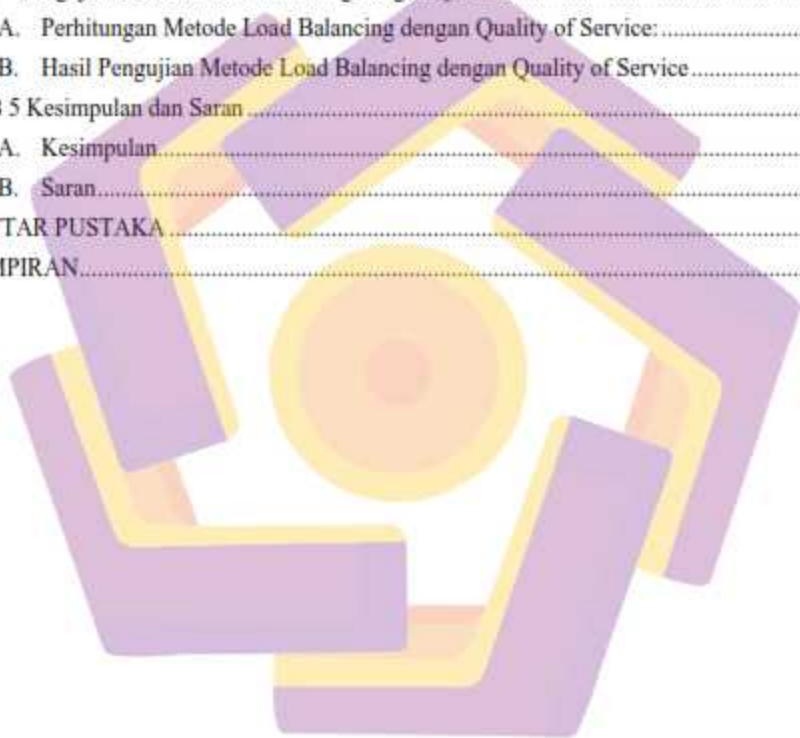 A. Perhitungan Metode Load Balancing dengan Quality of Service:
B. Hasil Pengujian Metode Load Balancing dengan Quality of Service
5 Kesimpulan dan Saran
A. Kesimpulan
B. Saran
TAR PUSTAKA
MPIRAN